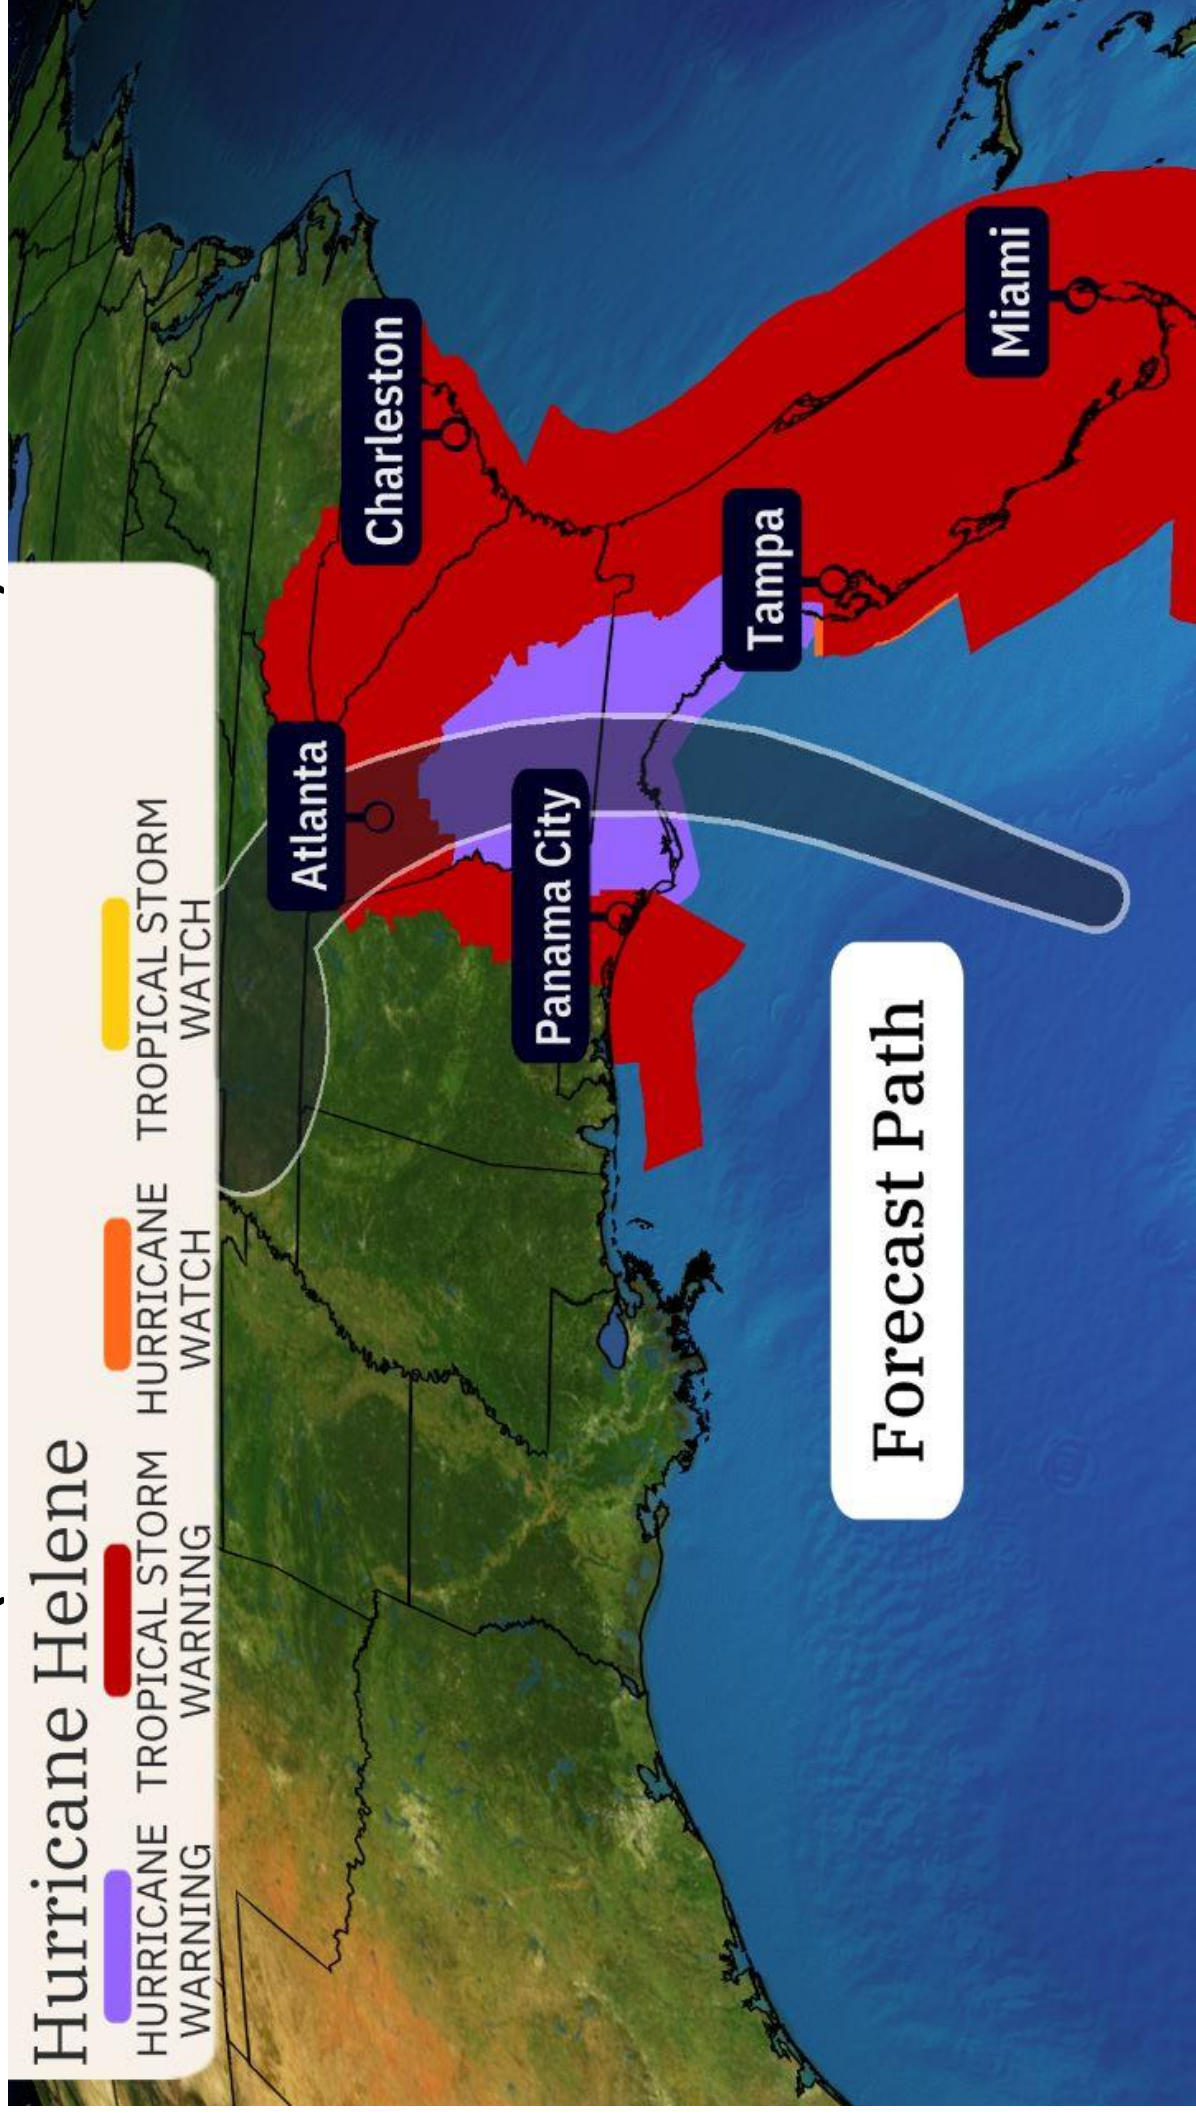 Hurricane Helene
HURRICANE
WARNING
TROPICAL STORM
WARNING
HURRICANE
WATCH
TROPICAL STORM
WATCH
Atlanta
Charleston
Panama City
Tampa
Miami
Forecast Path